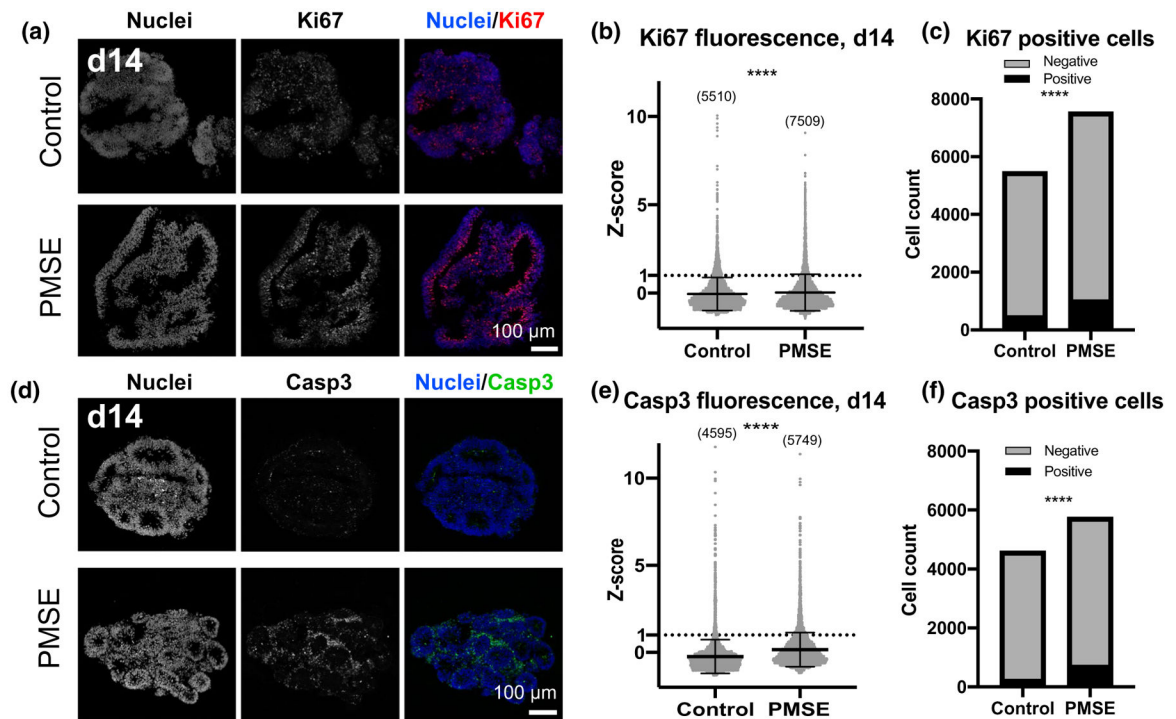 (a)
Nuclei
Ki67
Nuclei/Ki67
d14
Control
PMSE
100 µm
(b)
Ki67 fluorescence, d14
****
(5510)
(7509)
Z-score
10
5
1
0
Control
PMSE
(c)
Ki67 positive cells
Negative
Positive
****
Cell count
8000
6000
4000
2000
0
Control
PMSE
(d)
Nuclei
Casp3
Nuclei/Casp3
d14
Control
PMSE
100 µm
(e)
Casp3 fluorescence, d14
(4595)
****
(5749)
Z-score
10
5
1
0
Control
PMSE
(f)
Casp3 positive cells
Negative
Positive
****
Cell count
8000
6000
4000
2000
0
Control
PMSE